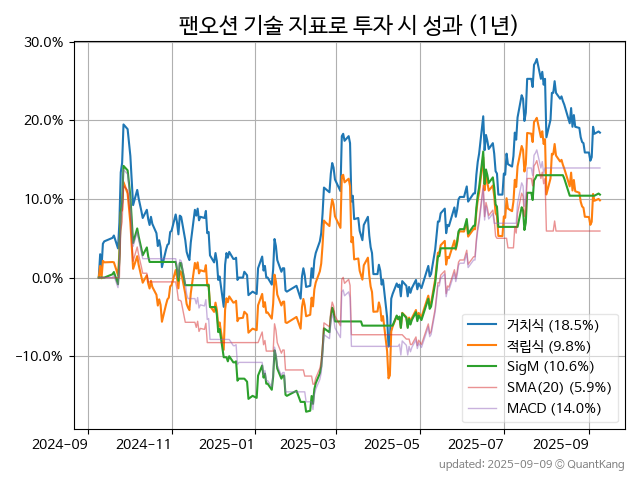 팬오션 기술 지표로 투자 시 성과 (1년)
30.0%
20.0%
10.0%
0.0%
−10.0%
거치식 (18.5%)
적립식 (9.8%)
SigM (10.6%)
SMA(20) (5.9%)
MACD (14.0%)
2024-09 2024-11 2025-01 2025-03 2025-05 2025-07 2025-09
updated: 2025-09-09 ⓒ QuantKang